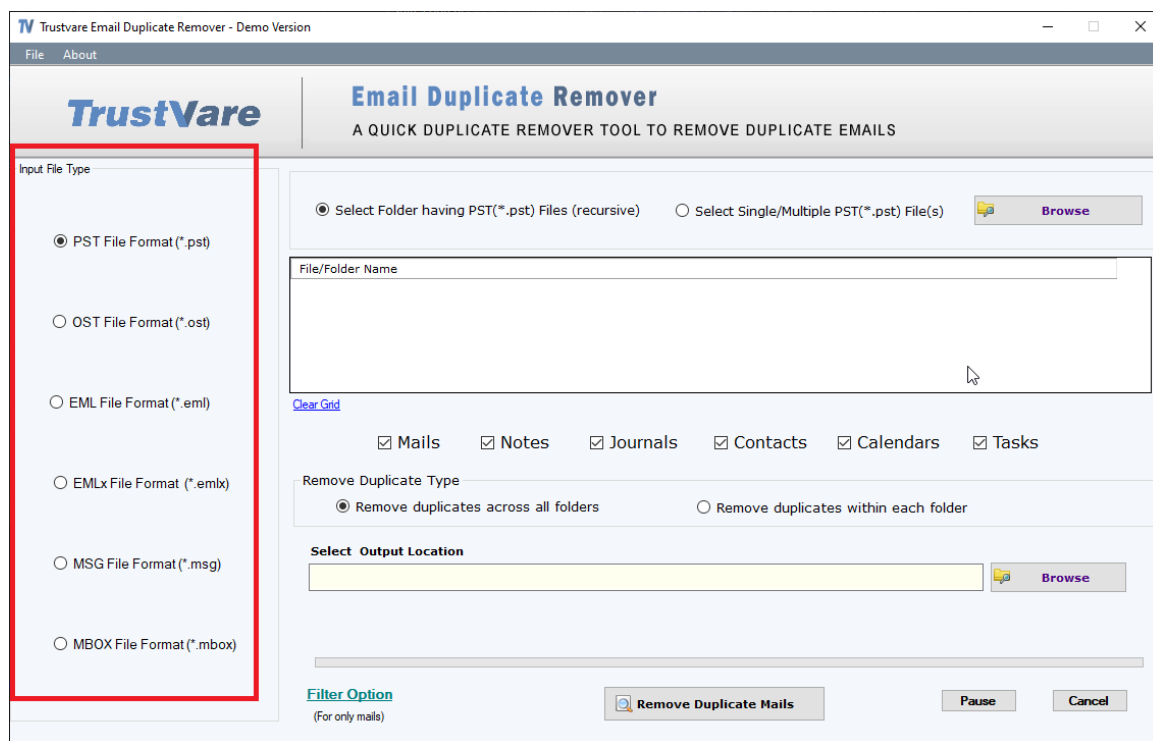 Trustvare Email Duplicate Remover - Demo Version
File About
TrustVare
Email Duplicate Remover
A QUICK DUPLICATE REMOVER TOOL TO REMOVE DUPLICATE EMAILS
Input File Type
PST File Format (*.pst)
OST File Format (*.ost)
EML File Format (*.eml)
EMLx File Format (*.emlx)
MSG File Format (*.msg)
MBOX File Format (*.mbox)
Select Folder having PST(*.pst) Files (recursive) Select Single/Multiple PST(*.pst) File(s) Browse
File/Folder Name
Clear Grid
Mails Notes Journals Contacts Calendars Tasks
Remove Duplicate Type
Remove duplicates across all folders Remove duplicates within each folder
Select Output Location
Browse
Filter Option
(For only mails)
Remove Duplicate Mails Pause Cancel